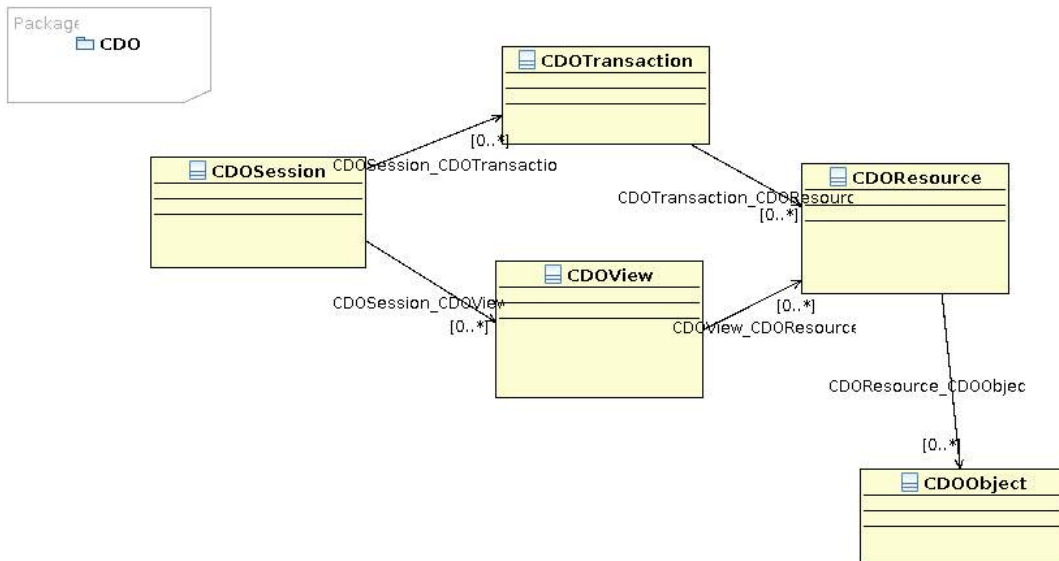 Package
CDO
CDOTransaction
[0..*]
CDOSession_CDOTransactio
CDOSession
CDOResource
CDOTransaction_CDOResourc
[0..*]
CDOView
CDOSession_CDOView
[0..*]
[0..*]
CDOView_CDOResource
CDOResource_CDOObjec
[0..*]
CDOObject